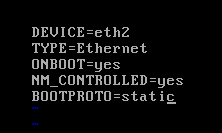 DEVICE=eth2
TYPE=Ethernet
ONBOOT=yes
NM_CONTROLLED=yes
BOOTPROTO=static
~
~